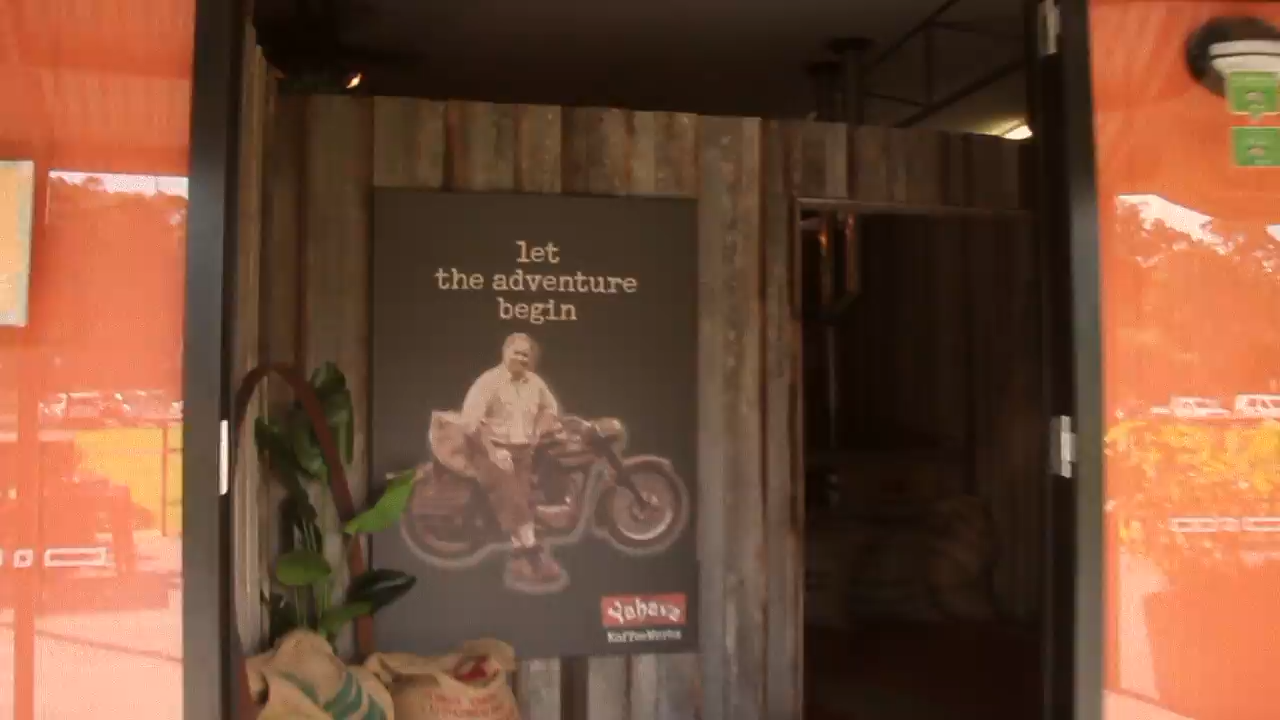 let
the adventure
begin
Yahava
KoffeeWorks